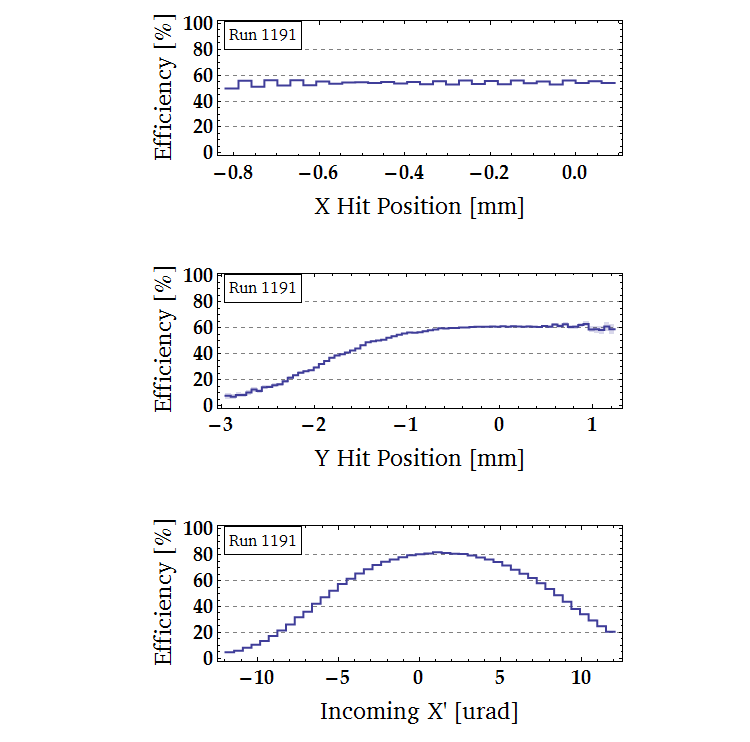 Run 1191
Efficiency [%]
100
80
60
40
20
0
−0.8 −0.6 −0.4 −0.2 0.0
X Hit Position [mm]
Run 1191
Efficiency [%]
100
80
60
40
20
0
−3 −2 −1 0 1
Y Hit Position [mm]
Run 1191
Efficiency [%]
100
80
60
40
20
0
−10 −5 0 5 10
Incoming X' [urad]